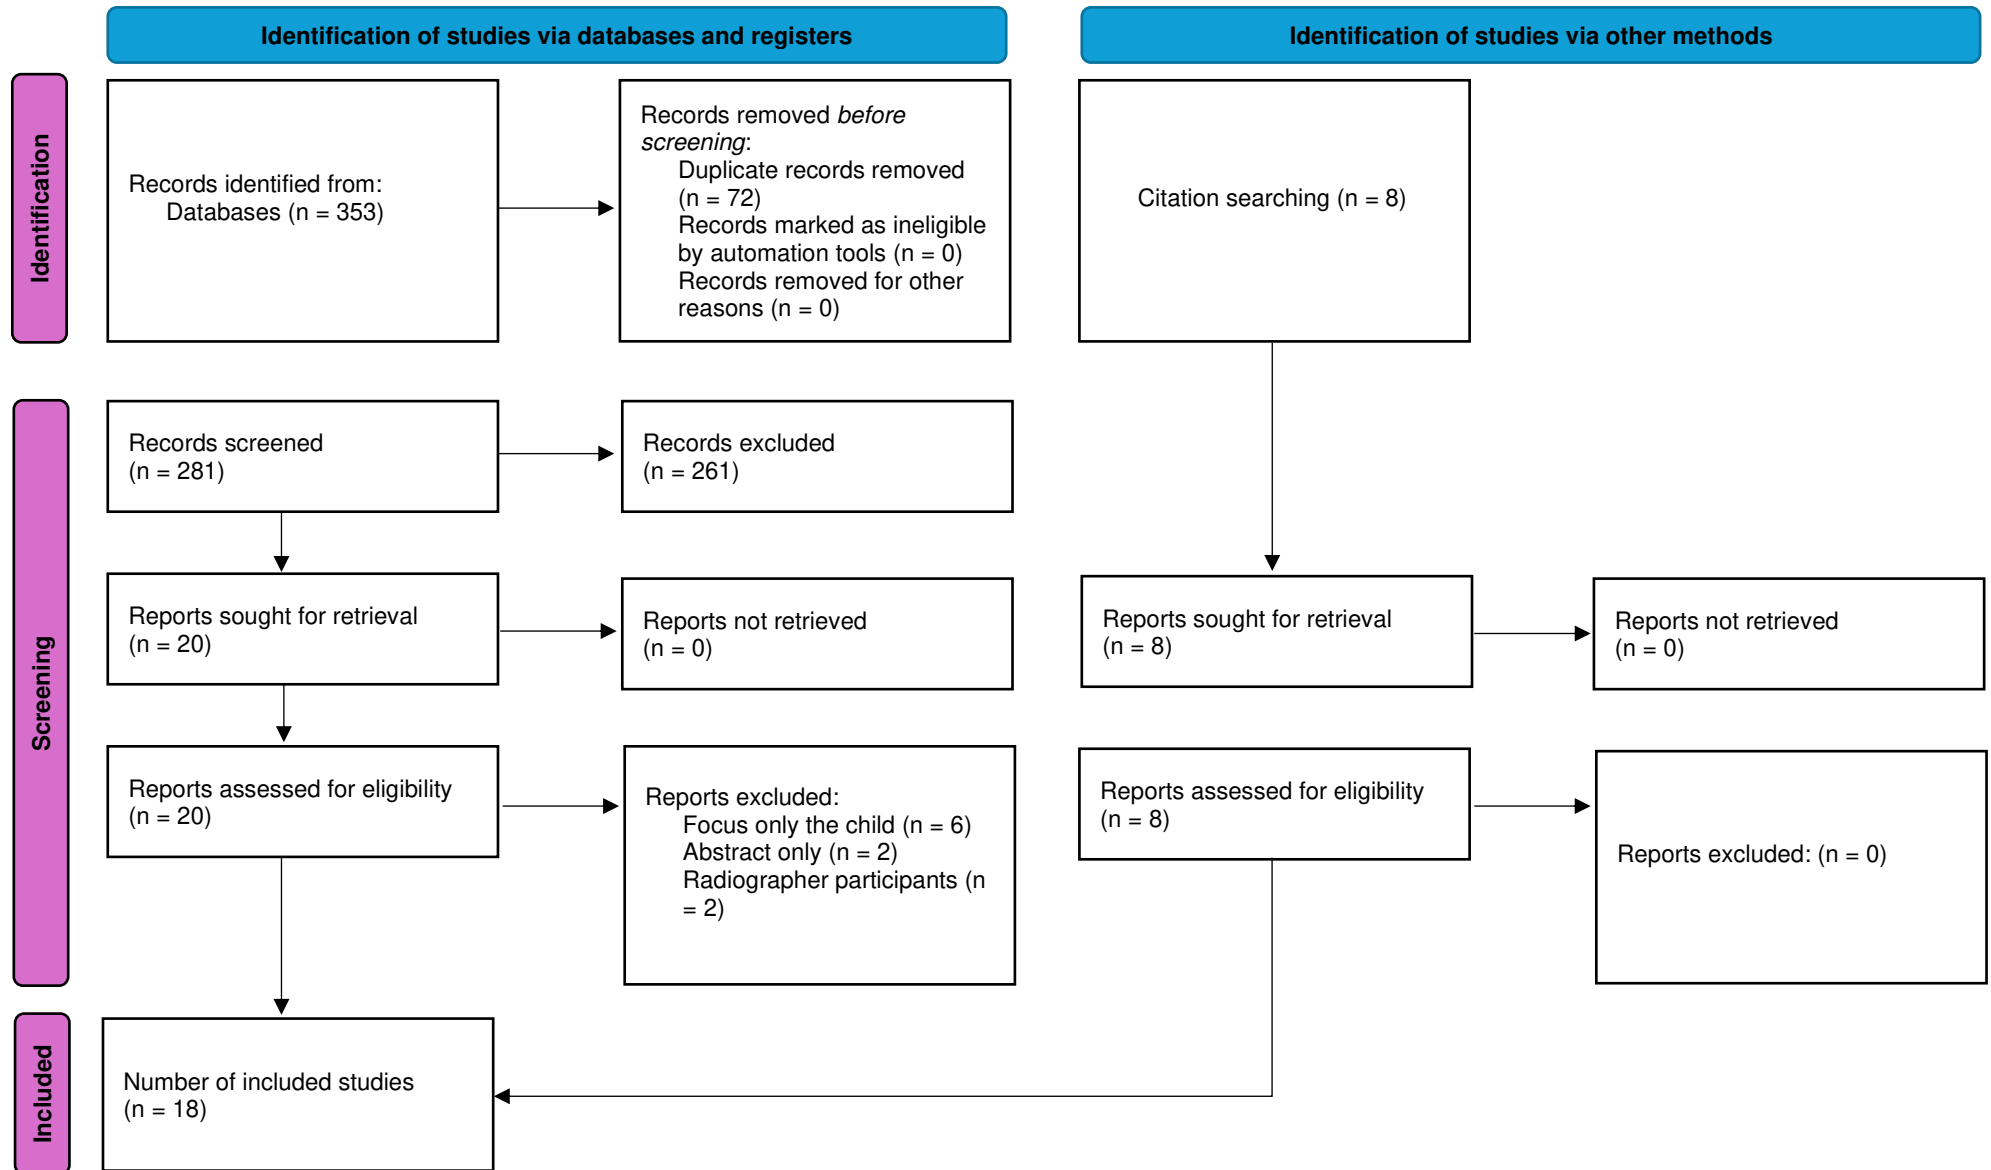 Identification of studies via databases and registers
Identification of studies via other methods
Identification
Records identified from:
Databases (n = 353)
Records removed before
screening:
Duplicate records removed
(n = 72)
Records marked as ineligible
by automation tools (n = 0)
Records removed for other
reasons (n = 0)
Citation searching (n = 8)
Screening
Records screened
(n = 281)
Records excluded
(n = 261)
Reports sought for retrieval
(n = 20)
Reports not retrieved
(n = 0)
Reports sought for retrieval
(n = 8)
Reports not retrieved
(n = 0)
Reports assessed for eligibility
(n = 20)
Reports excluded:
Focus only the child (n = 6)
Abstract only (n = 2)
Radiographer participants (n
= 2)
Reports assessed for eligibility
(n = 8)
Reports excluded: (n = 0)
Included
Number of included studies
(n = 18)